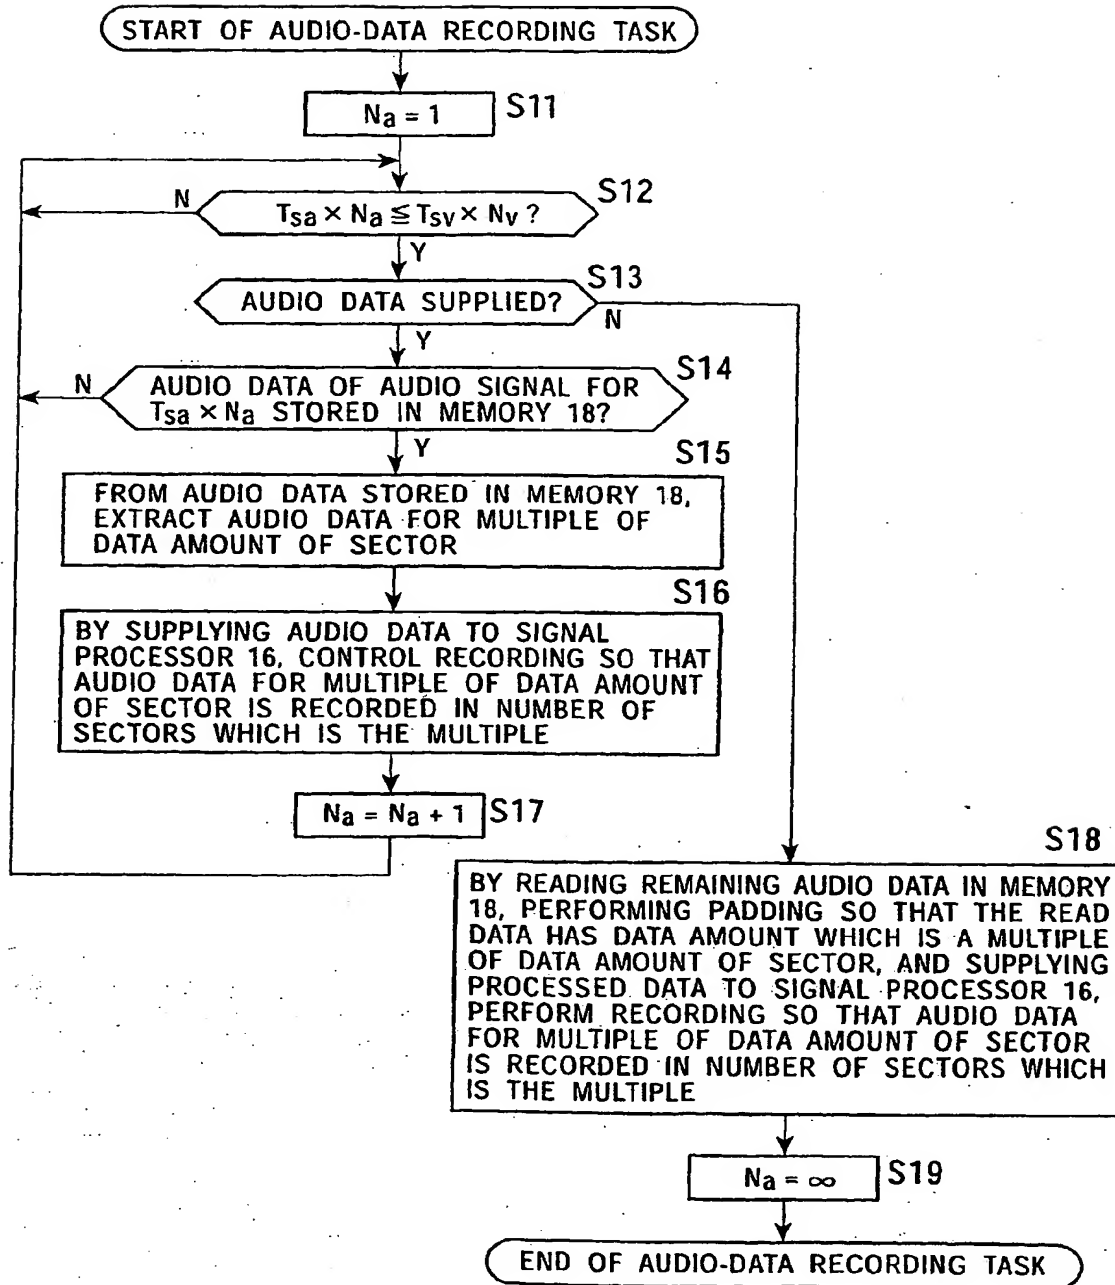 START OF AUDIO-DATA RECORDING TASK
Na = 1
S11
N
Tsa × Na ≦ Tsv × Nv ?
S12
Y
S13
AUDIO DATA SUPPLIED?
N
Y
N
AUDIO DATA OF AUDIO SIGNAL FOR
Tsa × Na STORED IN MEMORY 18?
S14
Y
S15
FROM AUDIO DATA STORED IN MEMORY 18,
EXTRACT AUDIO DATA FOR MULTIPLE OF
DATA AMOUNT OF SECTOR
S16
BY SUPPLYING AUDIO DATA TO SIGNAL
PROCESSOR 16, CONTROL RECORDING SO THAT
AUDIO DATA FOR MULTIPLE OF DATA AMOUNT
OF SECTOR IS RECORDED IN NUMBER OF
SECTORS WHICH IS THE MULTIPLE
Na = Na + 1
S17
S18
BY READING REMAINING AUDIO DATA IN MEMORY
18, PERFORMING PADDING SO THAT THE READ
DATA HAS DATA AMOUNT WHICH IS A MULTIPLE
OF DATA AMOUNT OF SECTOR, AND SUPPLYING
PROCESSED DATA TO SIGNAL PROCESSOR 16,
PERFORM RECORDING SO THAT AUDIO DATA
FOR MULTIPLE OF DATA AMOUNT OF SECTOR
IS RECORDED IN NUMBER OF SECTORS WHICH
IS THE MULTIPLE
Na = ∞
S19
END OF AUDIO-DATA RECORDING TASK